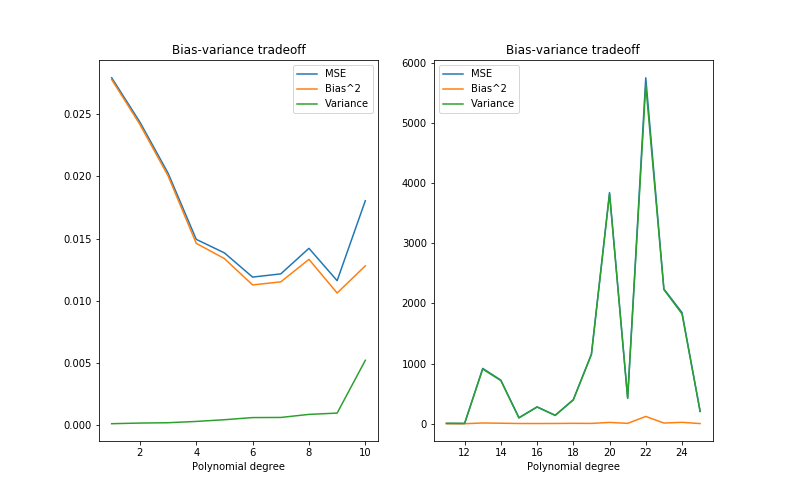 Bias-variance tradeoff
MSE
Bias^2
Variance
0.025
0.020
0.015
0.010
0.005
0.000
2 4 6 8 10
Polynomial degree
Bias-variance tradeoff
MSE
Bias^2
Variance
6000
5000
4000
3000
2000
1000
0
12 14 16 18 20 22 24
Polynomial degree